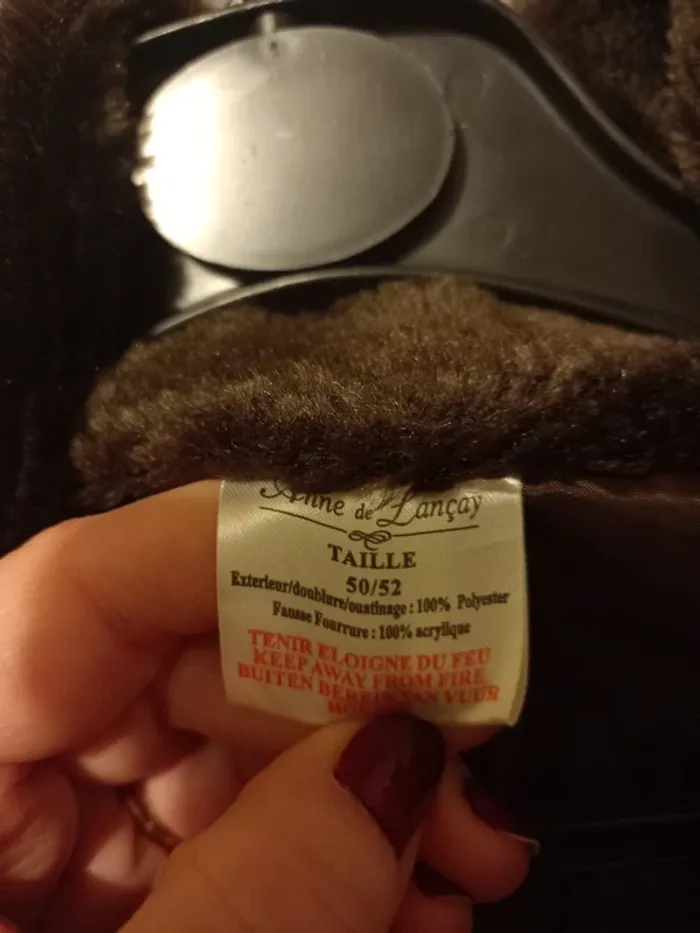 Anne de Lançay
TAILLE
50/52
Exterieur/doublure/ouatinage : 100% Polyester
Fausse Fourrure : 100% acrylique
TENIR ELOIGNE DU FEU
KEEP AWAY FROM FIRE
BUITEN BEREIK VAN VUUR